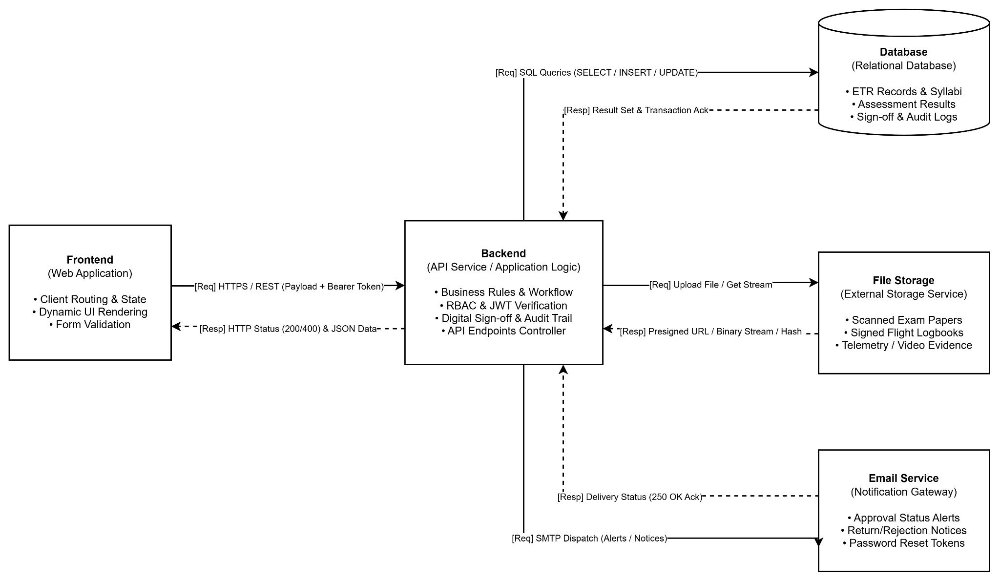 Database
(Relational Database)
• ETR Records & Syllabi
• Assessment Results
• Sign-off & Audit Logs
[Req] SQL Queries (SELECT / INSERT / UPDATE)
[Resp] Result Set & Transaction Ack
Frontend
(Web Application)
• Client Routing & State
• Dynamic UI Rendering
• Form Validation
[Req] HTTPS / REST (Payload + Bearer Token)
[Resp] HTTP Status (200/400) & JSON Data
Backend
(API Service / Application Logic)
• Business Rules & Workflow
• RBAC & JWT Verification
• Digital Sign-off & Audit Trail
• API Endpoints Controller
[Req] Upload File / Get Stream
[Resp] Presigned URL / Binary Stream / Hash
File Storage
(External Storage Service)
• Scanned Exam Papers
• Signed Flight Logbooks
• Telemetry / Video Evidence
[Resp] Delivery Status (250 OK Ack)
[Req] SMTP Dispatch (Alerts / Notices)
Email Service
(Notification Gateway)
• Approval Status Alerts
• Return/Rejection Notices
• Password Reset Tokens